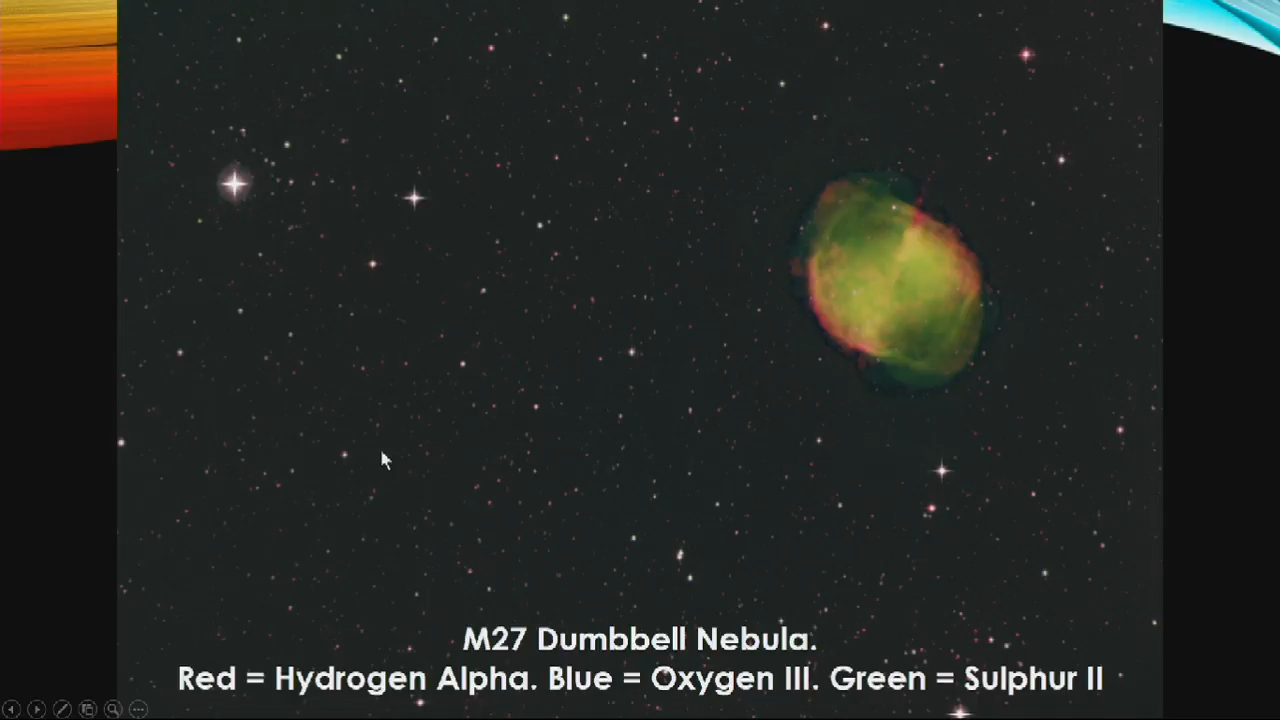 M27 Dumbbell Nebula.
Red = Hydrogen Alpha. Blue = Oxygen III. Green = Sulphur II